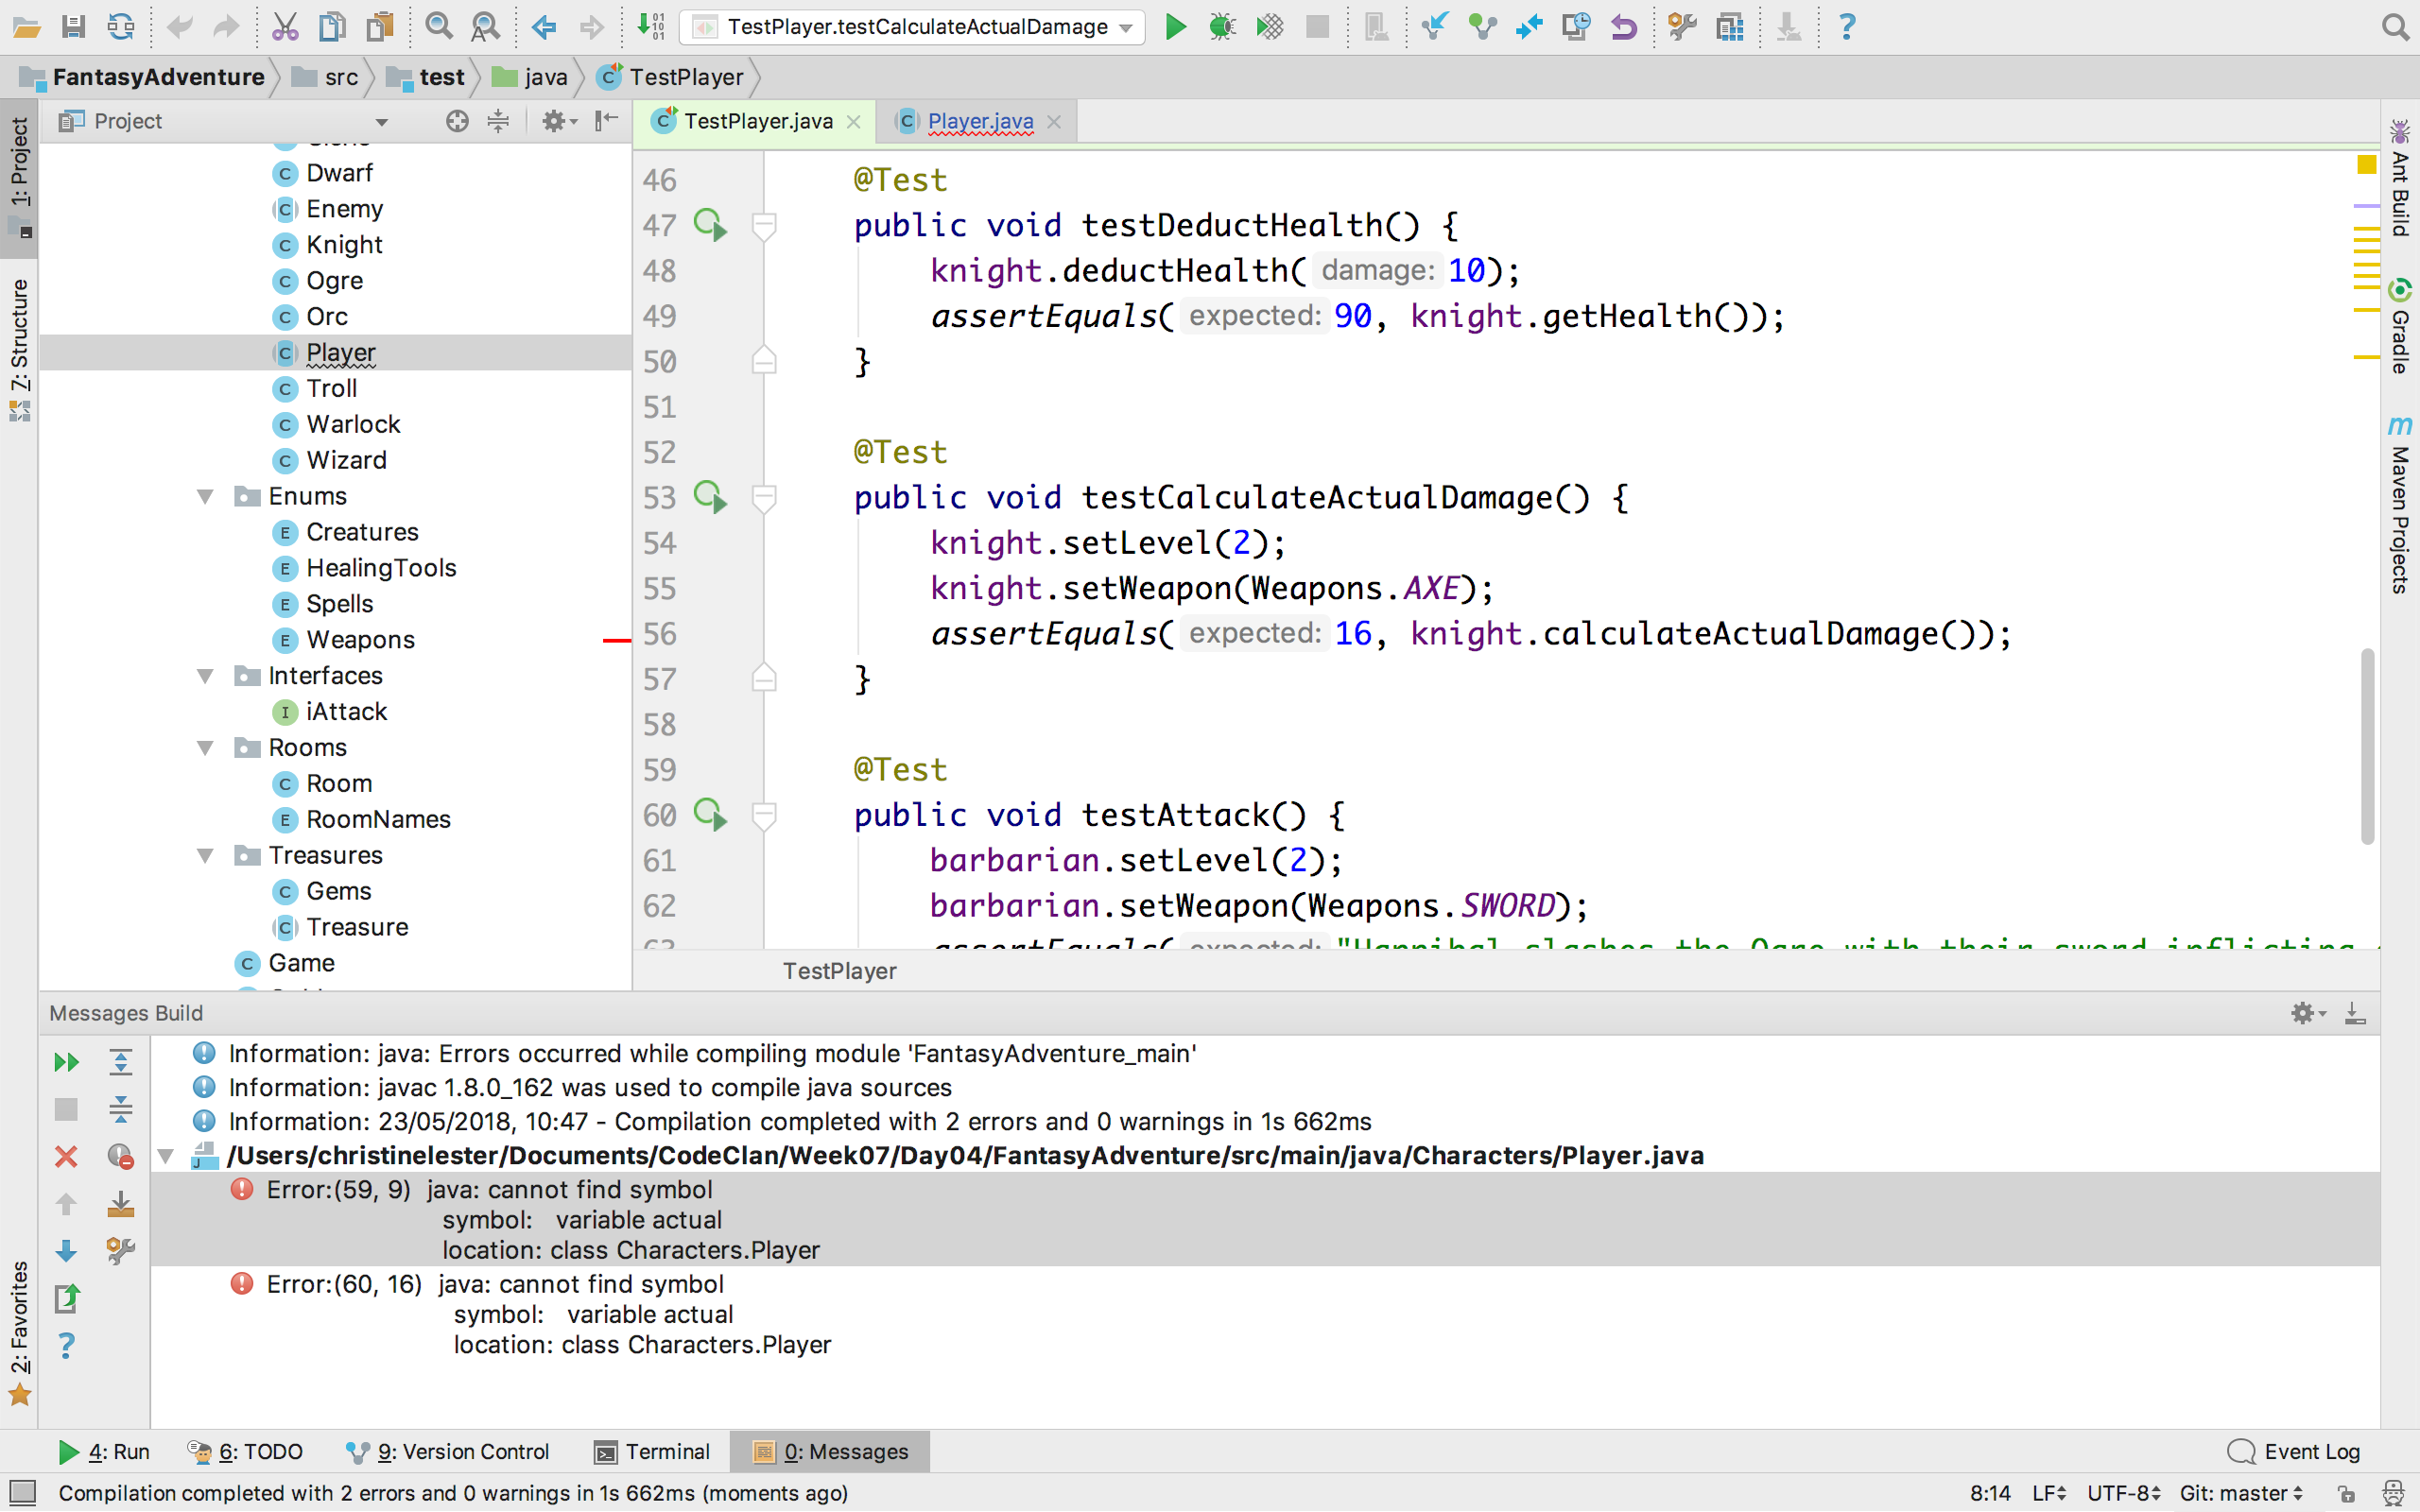 TestPlayer.testCalculateActualDamage
FantasyAdventure src test java TestPlayer
1: Project
7: Structure
2: Favorites
Project
Dwarf
Enemy
Knight
Ogre
Orc
Player
Troll
Warlock
Wizard
Enums
Creatures
HealingTools
Spells
Weapons
Interfaces
iAttack
Rooms
Room
RoomNames
Treasures
Gems
Treasure
Game
TestPlayer.java Player.java
46 @Test
47 public void testDeductHealth() {
48 knight.deductHealth( damage: 10);
49 assertEquals( expected: 90, knight.getHealth());
50 }
51
52 @Test
53 public void testCalculateActualDamage() {
54 knight.setLevel(2);
55 knight.setWeapon(Weapons.AXE);
56 assertEquals( expected: 16, knight.calculateActualDamage());
57 }
58
59 @Test
60 public void testAttack() {
61 barbarian.setLevel(2);
62 barbarian.setWeapon(Weapons.SWORD);
63 assertEquals( expected: "Hannibal slashes the Ogre with their sword inflicting
TestPlayer
Ant Build
Gradle
Maven Projects
Messages Build
Information: java: Errors occurred while compiling module 'FantasyAdventure_main'
Information: javac 1.8.0_162 was used to compile java sources
Information: 23/05/2018, 10:47 - Compilation completed with 2 errors and 0 warnings in 1s 662ms
/Users/christinelester/Documents/CodeClan/Week07/Day04/FantasyAdventure/src/main/java/Characters/Player.java
Error:(59, 9) java: cannot find symbol
symbol: variable actual
location: class Characters.Player
Error:(60, 16) java: cannot find symbol
symbol: variable actual
location: class Characters.Player
4: Run 6: TODO 9: Version Control Terminal 0: Messages Event Log
Compilation completed with 2 errors and 0 warnings in 1s 662ms (moments ago) 8:14 LF UTF-8 Git: master